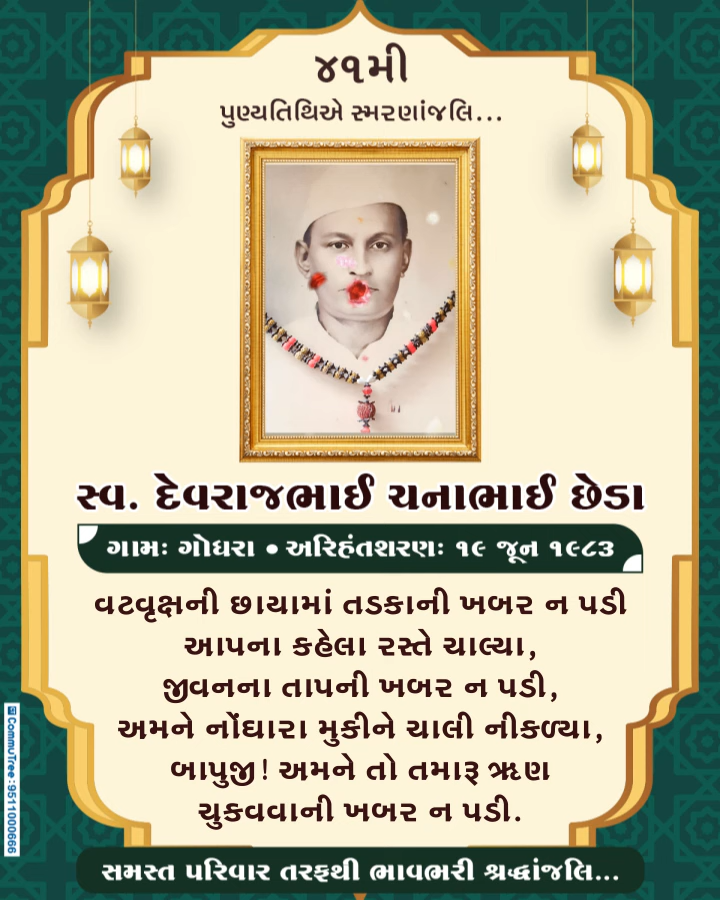 ૪૧મી
પુણ્યતિથિએ સ્મરણાંજલિ...
સ્વ. દેવરાજભાઈ ચનાભાઈ છેડા
ગામઃ ગોધરા • અરિહંતશરણઃ ૧૯ જૂન ૧૯૮૩
વટવૃક્ષની છાયામાં તડકાની ખબર ન પડી
આપના કહેલા રસ્તે ચાલ્યા,
જીવનના તાપની ખબર ન પડી,
અમને નોંધારા મુકીને ચાલી નીકળ્યા,
બાપુજી! અમને તો તમારૂ ઋણ
ચુકવવાની ખબર ન પડી.
સમસ્ત પરિવાર તરફથી ભાવભરી શ્રદ્ધાંજલિ...
CommuTree :9511000666